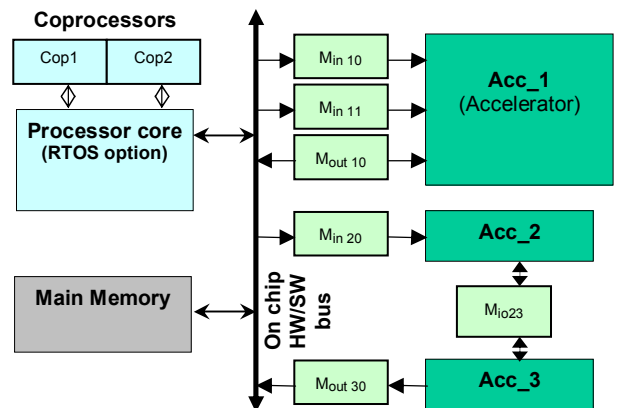 Coprocessors
Cop1
Cop2
Processor core
(RTOS option)
Main Memory
On chip
HW/SW
bus
Min 10
Min 11
Mout 10
Min 20
Mout 30
Acc_1
(Accelerator)
Acc_2
Mio23
Acc_3